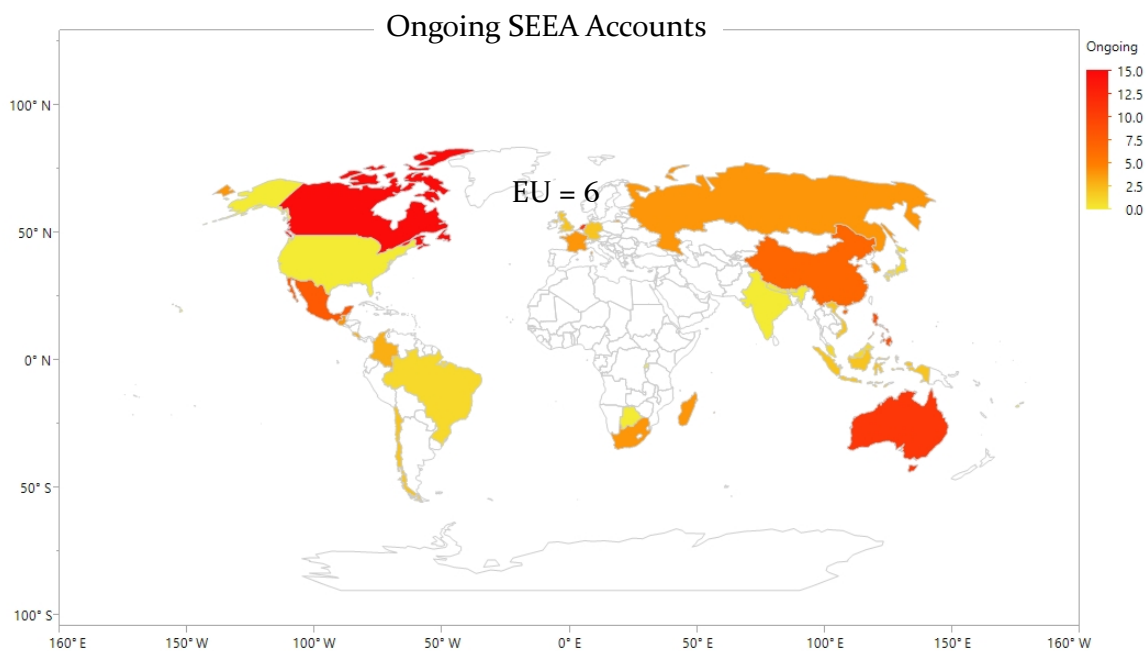 Ongoing SEEA Accounts
Ongoing
15.0
12.5
10.0
7.5
5.0
2.5
0.0
100° N
50° N
0° N
50° S
100° S
EU = 6
160° E 150° W 100° W 50° W 0° E 50° E 100° E 150° E 160° W